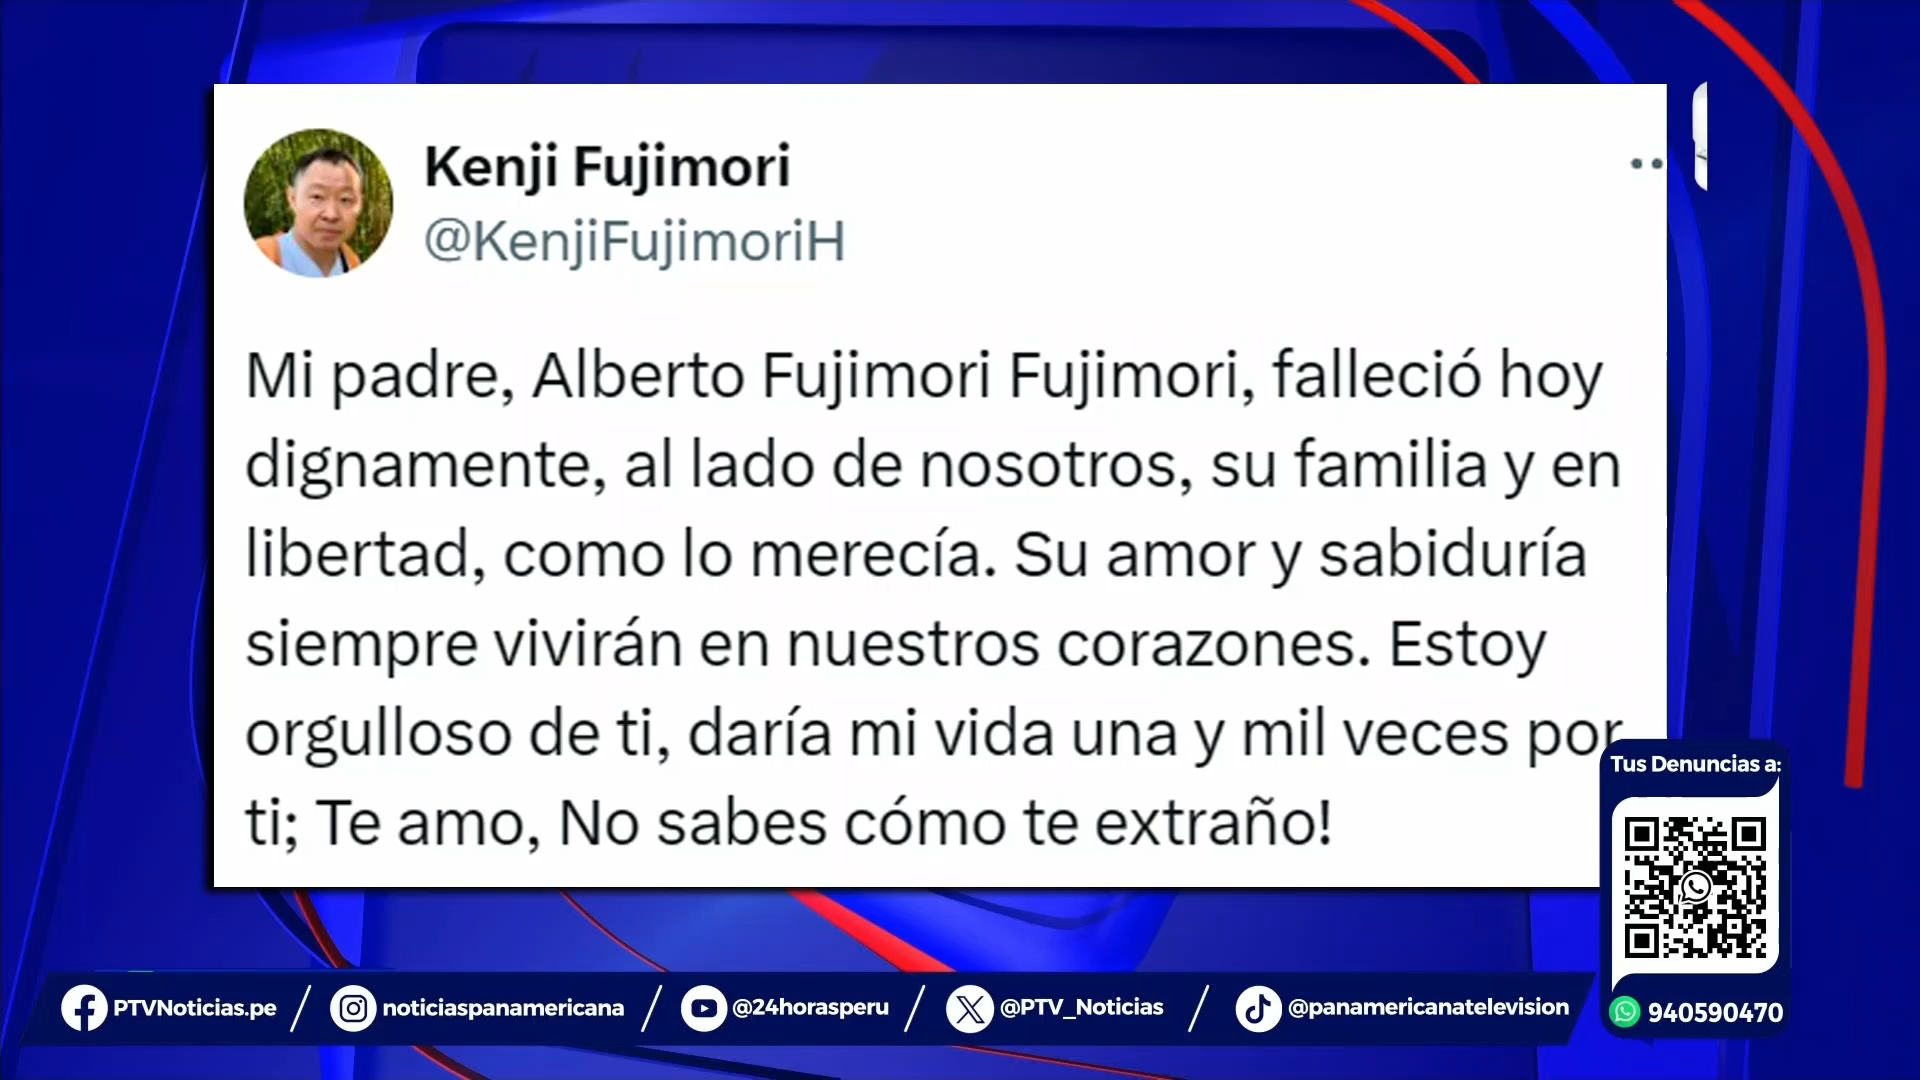 Kenji Fujimori
@KenjiFujimoriH
Mi padre, Alberto Fujimori Fujimori, falleció hoy
dignamente, al lado de nosotros, su familia y en
libertad, como lo merecía. Su amor y sabiduría
siempre vivirán en nuestros corazones. Estoy
orgulloso de ti, daría mi vida una y mil veces por
ti; Te amo, No sabes cómo te extraño!
Tus Denuncias a:
940590470
PTVNoticias.pe / noticiaspanamericana / @24horasperu / @PTV_Noticias / @panamericanatelevision